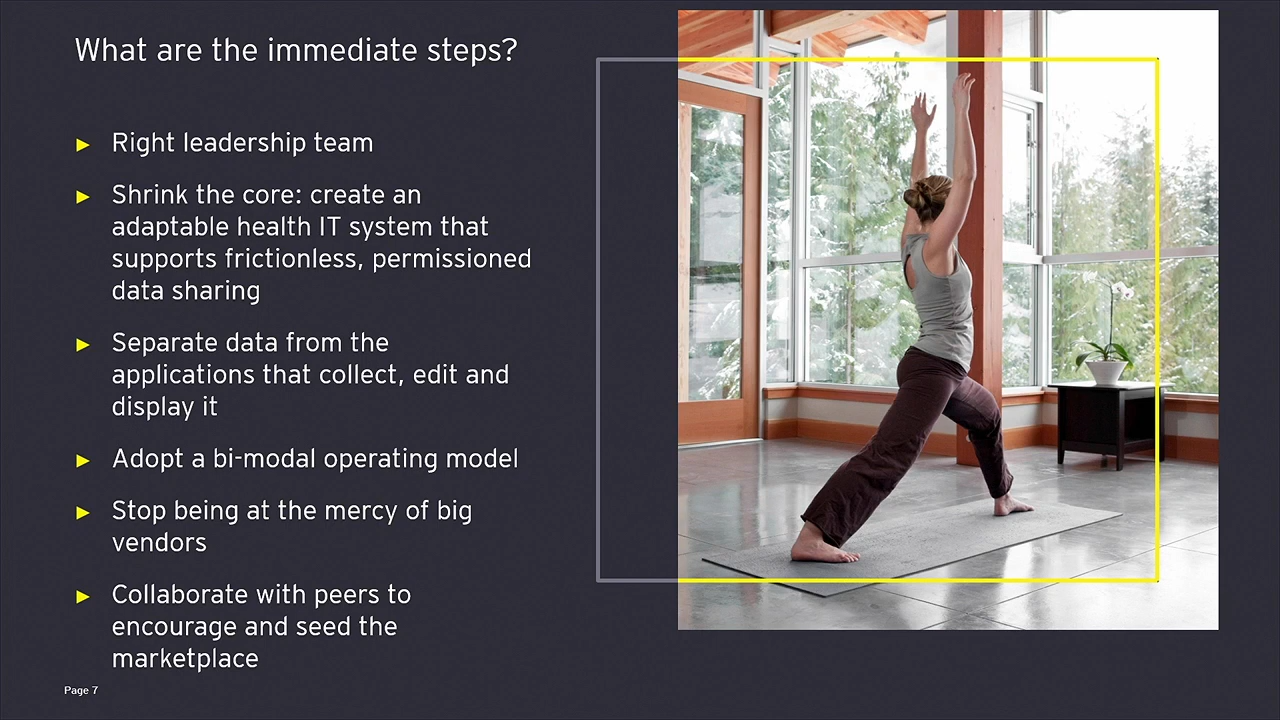 What are the immediate steps?
► Right leadership team
► Shrink the core: create an
adaptable health IT system that
supports frictionless, permissioned
data sharing
► Separate data from the
applications that collect, edit and
display it
► Adopt a bi-modal operating model
► Stop being at the mercy of big
vendors
► Collaborate with peers to
encourage and seed the
marketplace
Page 7